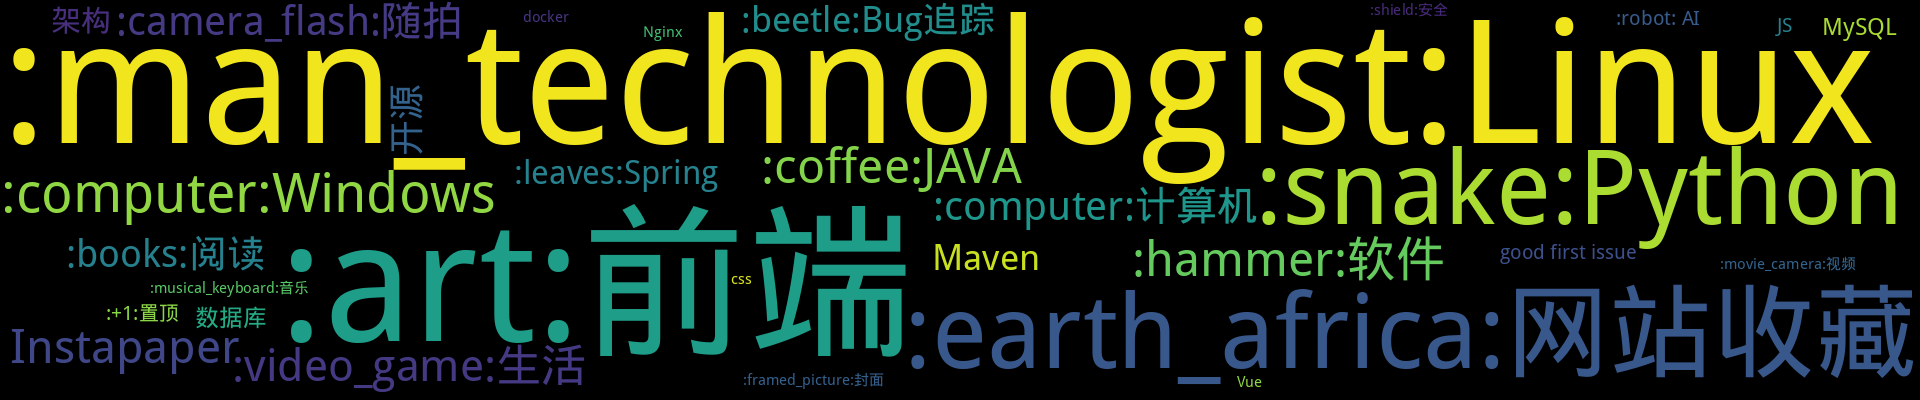 架构
:camera_flash:随拍
docker
Nginx
:beetle:Bug追踪
:shield:安全
:robot: AI
JS
MySQL
:man_technologist:Linux
开源
:computer:Windows
:leaves:Spring
:coffee:JAVA
:computer:计算机
:snake:Python
:books:阅读
:art:前端
css
Maven
:hammer:软件
good first issue
:movie_camera:视频
:musical_keyboard:音乐
:+1:置顶
数据库
Instapaper
:video_game:生活
:framed_picture:封面
:earth_africa:网站收藏
Vue